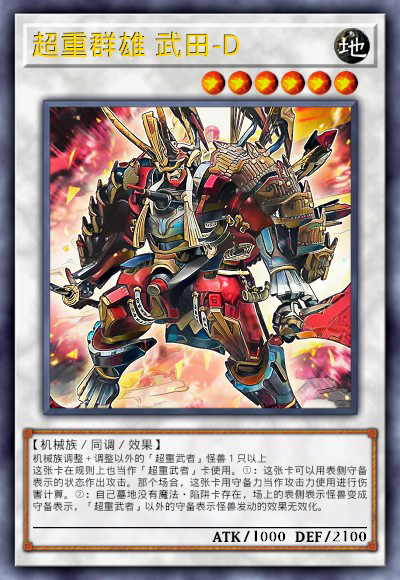 超重群雄 武田-D
地
【机械族/同调/效果】
机械族调整＋调整以外的「超重武者」怪兽1只以上
这张卡在规则上也当作「超重武者」卡使用。①：这张卡可以用表侧守备
表示的状态作出攻击。那个场合，这张卡用守备力当作攻击力使用进行伤
害计算。②：自己墓地没有魔法·陷阱卡存在，场上的表侧表示怪兽变成
守备表示，「超重武者」以外的守备表示怪兽发动的效果无效化。
ATK/1000 DEF/2100